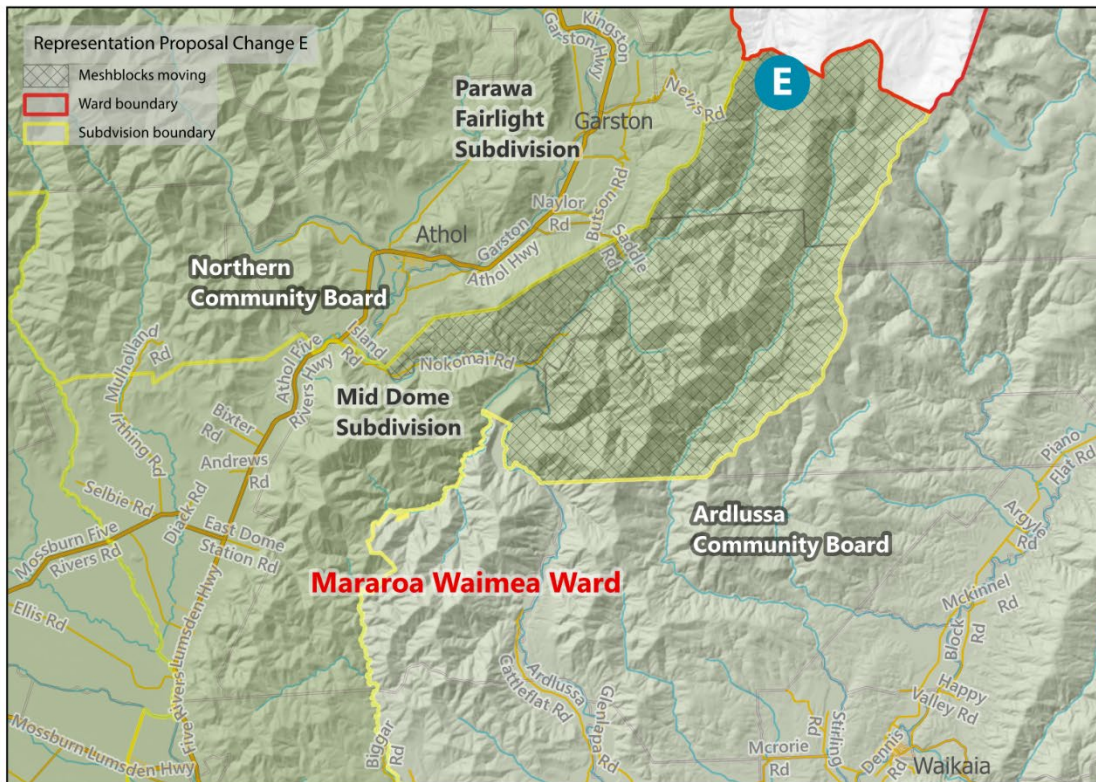 Representation Proposal Change E
Meshblocks moving
Ward boundary
Subdvision boundary
E
Kingston
Garston Hwy
Parawa
Fairlight
Subdivision
Garston
Nevis Rd
Naylor
Rd
Butson Rd
Saddle
Rd
Athol
Garston
Athol Hwy
Northern
Community Board
Island
Rd
Athol Five
Rivers Hwy
Nokomai Rd
Mulholland
Rd
Irthing Rd
Mid Dome
Subdivision
Bixter
Rd
Andrews
Rd
Selbie Rd
Diack Rd
East Dome
Station Rd
Mossburn Five
Rivers Rd
Ellis Rd
Five Rivers Lumsden Hwy
Mossburn Lumsden Hwy
Mararoa Waimea Ward
Ardlussa
Community Board
Piano
Flat Rd
Argyle
Rd
Mckinnel
Rd
Block
Rd
Happy
Valley Rd
Ardlussa
Cattleflat Rd
Glenlapa
Rd
Biggar
Rd
Mcrorie
Rd
Stirling
Rd
Dennis
Rd
Waikaia